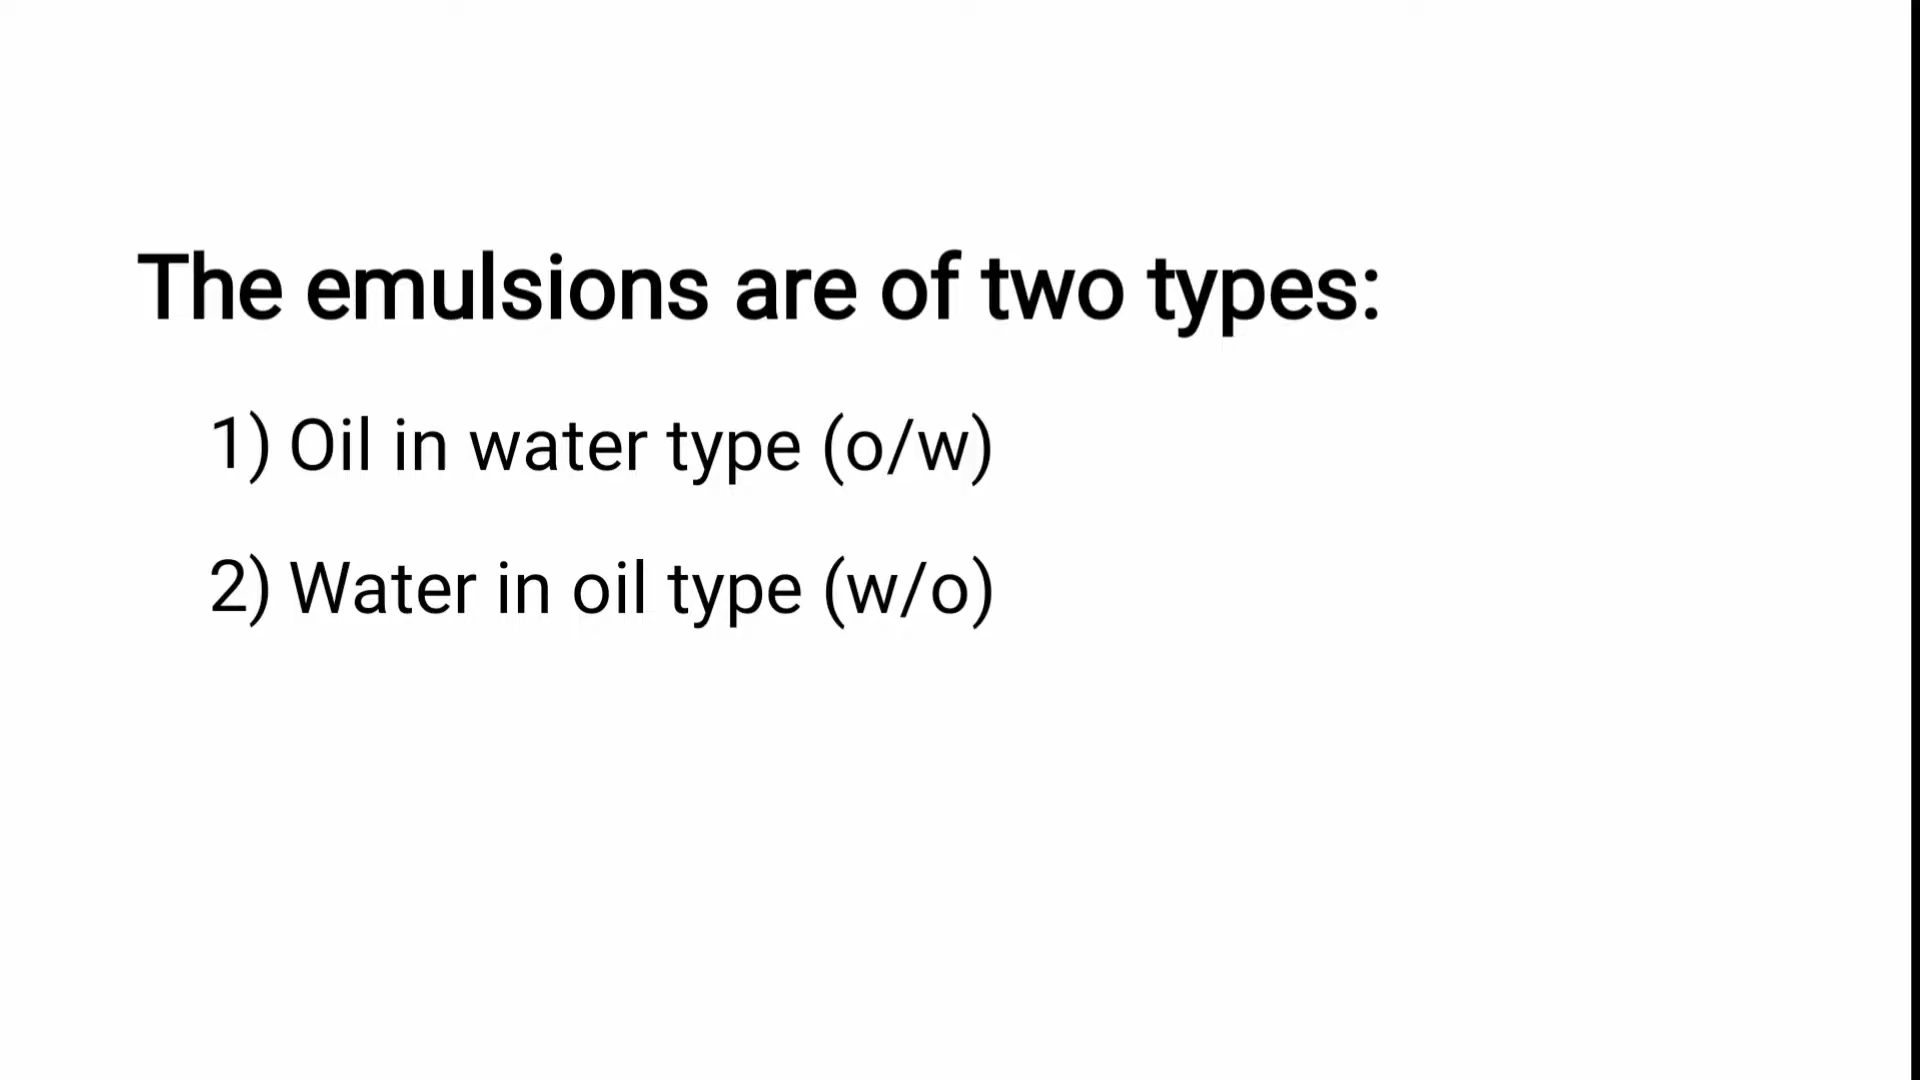 The emulsions are of two types:
1) Oil in water type (o/w)
2) Water in oil type (w/o)